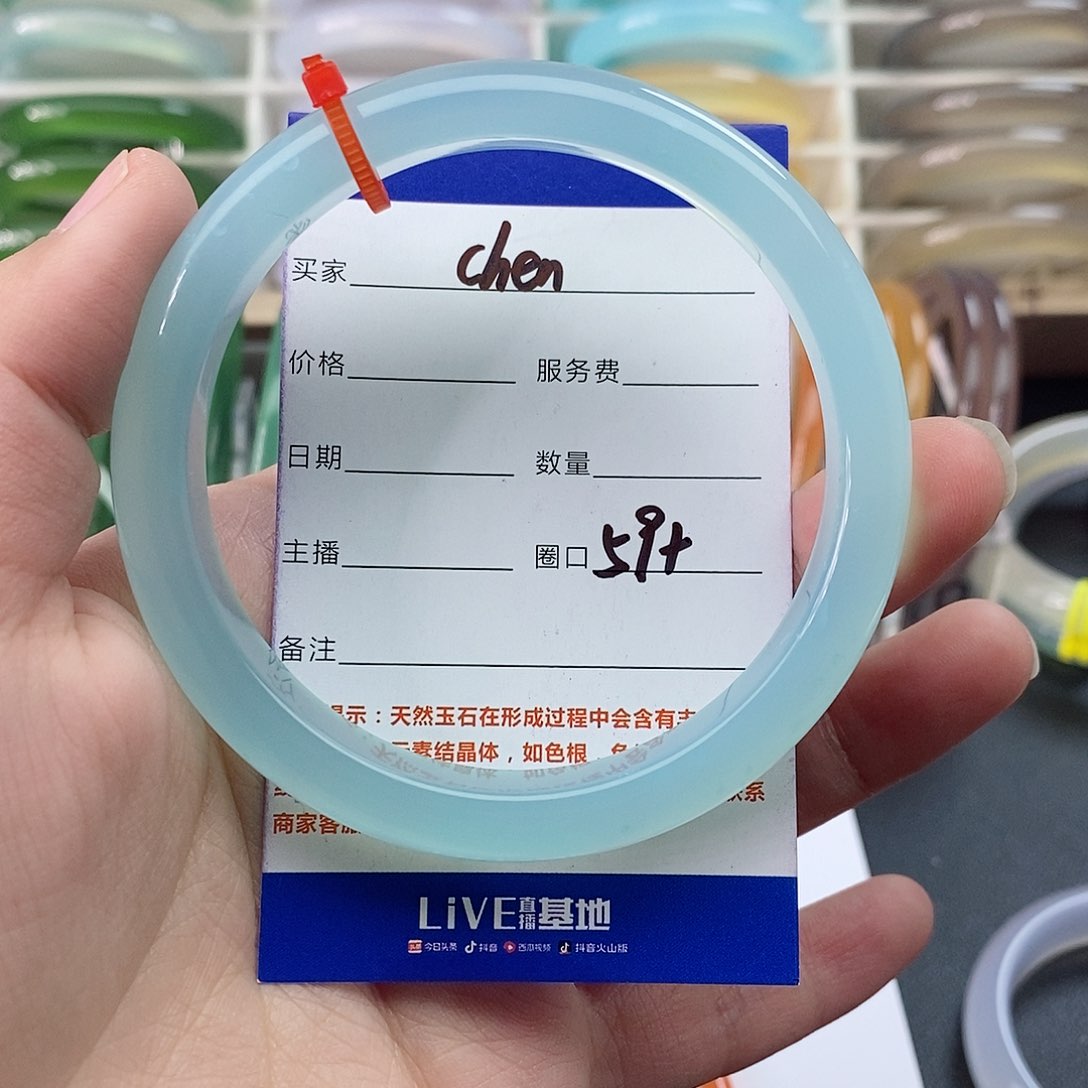 买家 chen
价格 服务费
日期 数量
主播 圈口 59+
备注
示：天然玉石在形成过程中会含有
元素结晶体，如色根、
系
商家客服
LiVE直播基地
今日头条 抖音 西瓜视频 抖音火山版